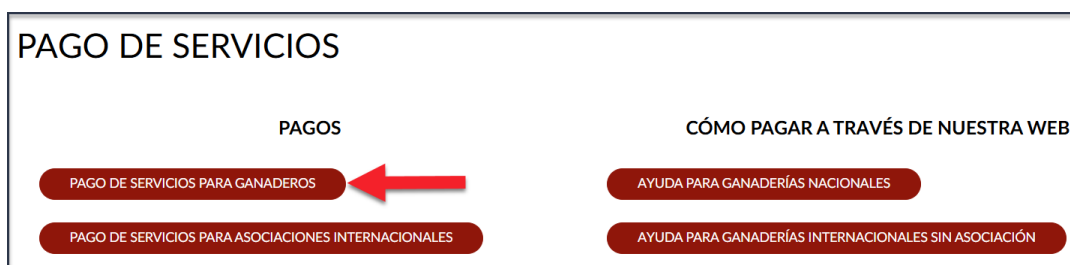 PAGO DE SERVICIOS
PAGOS
PAGO DE SERVICIOS PARA GANADEROS
PAGO DE SERVICIOS PARA ASOCIACIONES INTERNACIONALES
CÓMO PAGAR A TRAVÉS DE NUESTRA WEB
AYUDA PARA GANADERÍAS NACIONALES
AYUDA PARA GANADERÍAS INTERNACIONALES SIN ASOCIACIÓN